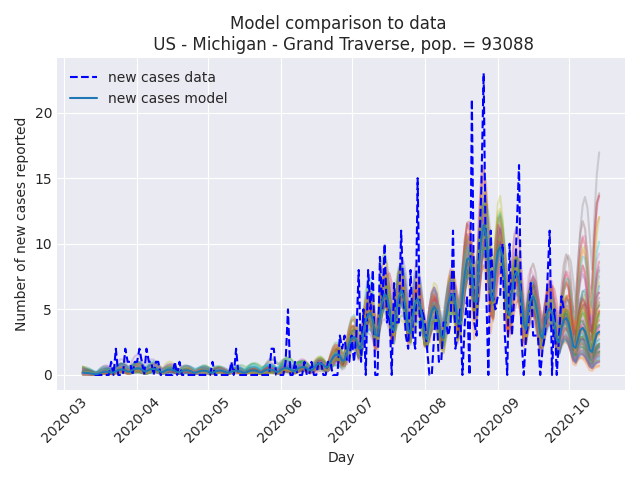 Model comparison to data
US - Michigan - Grand Traverse, pop. = 93088
new cases data
new cases model
Number of new cases reported
20
15
10
5
0
2020-03
2020-04
2020-05
2020-06
2020-07
2020-08
2020-09
2020-10
Day